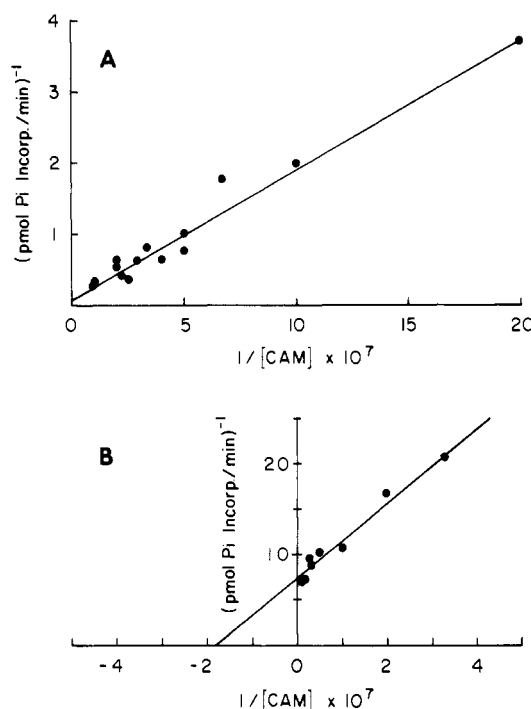 A
(pmol Pi Incorp./min)⁻¹
4
3
2
1
0 5 10 15 20
1/[CAM] x 10⁷
B
(pmol Pi Incorp./min)⁻¹
20
10
-4 -2 0 2 4
1/[CAM] x 10⁷